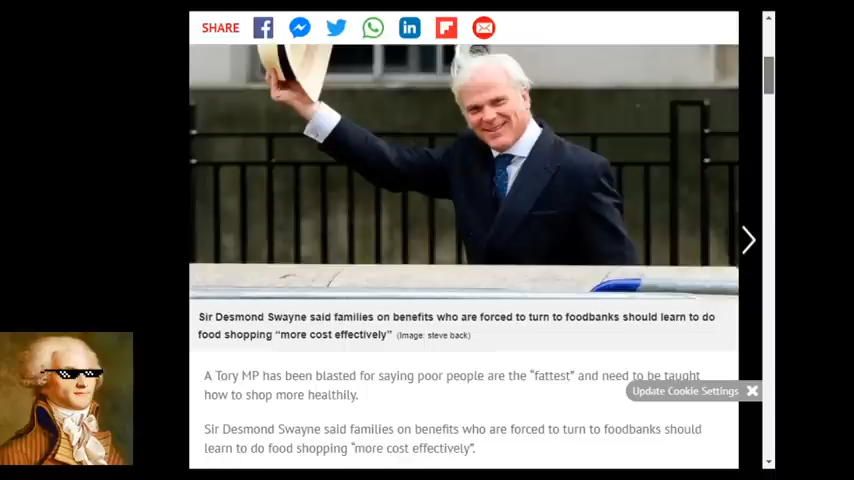 SHARE
Sir Desmond Swayne said families on benefits who are forced to turn to foodbanks should learn to do
food shopping “more cost effectively” (Image: steve back)
A Tory MP has been blasted for saying poor people are the “fattest” and need to be taught
how to shop more healthily.
Update Cookie Settings
Sir Desmond Swayne said families on benefits who are forced to turn to foodbanks should
learn to do food shopping “more cost effectively”.